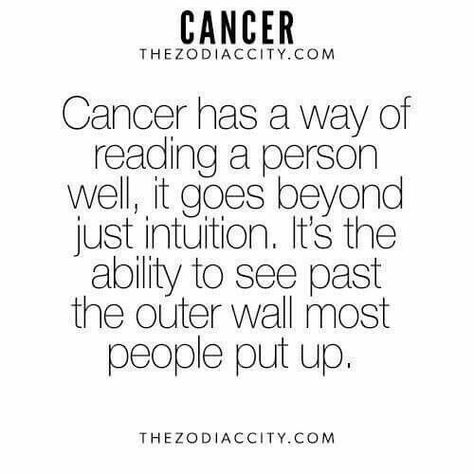 CANCER
THEZODIACCITY.COM
Cancer has a way of
reading a person
well, it goes beyond
just intuition. It's the
ability to see past
the outer wall most
people put up.
THEZODIACCITY.COM